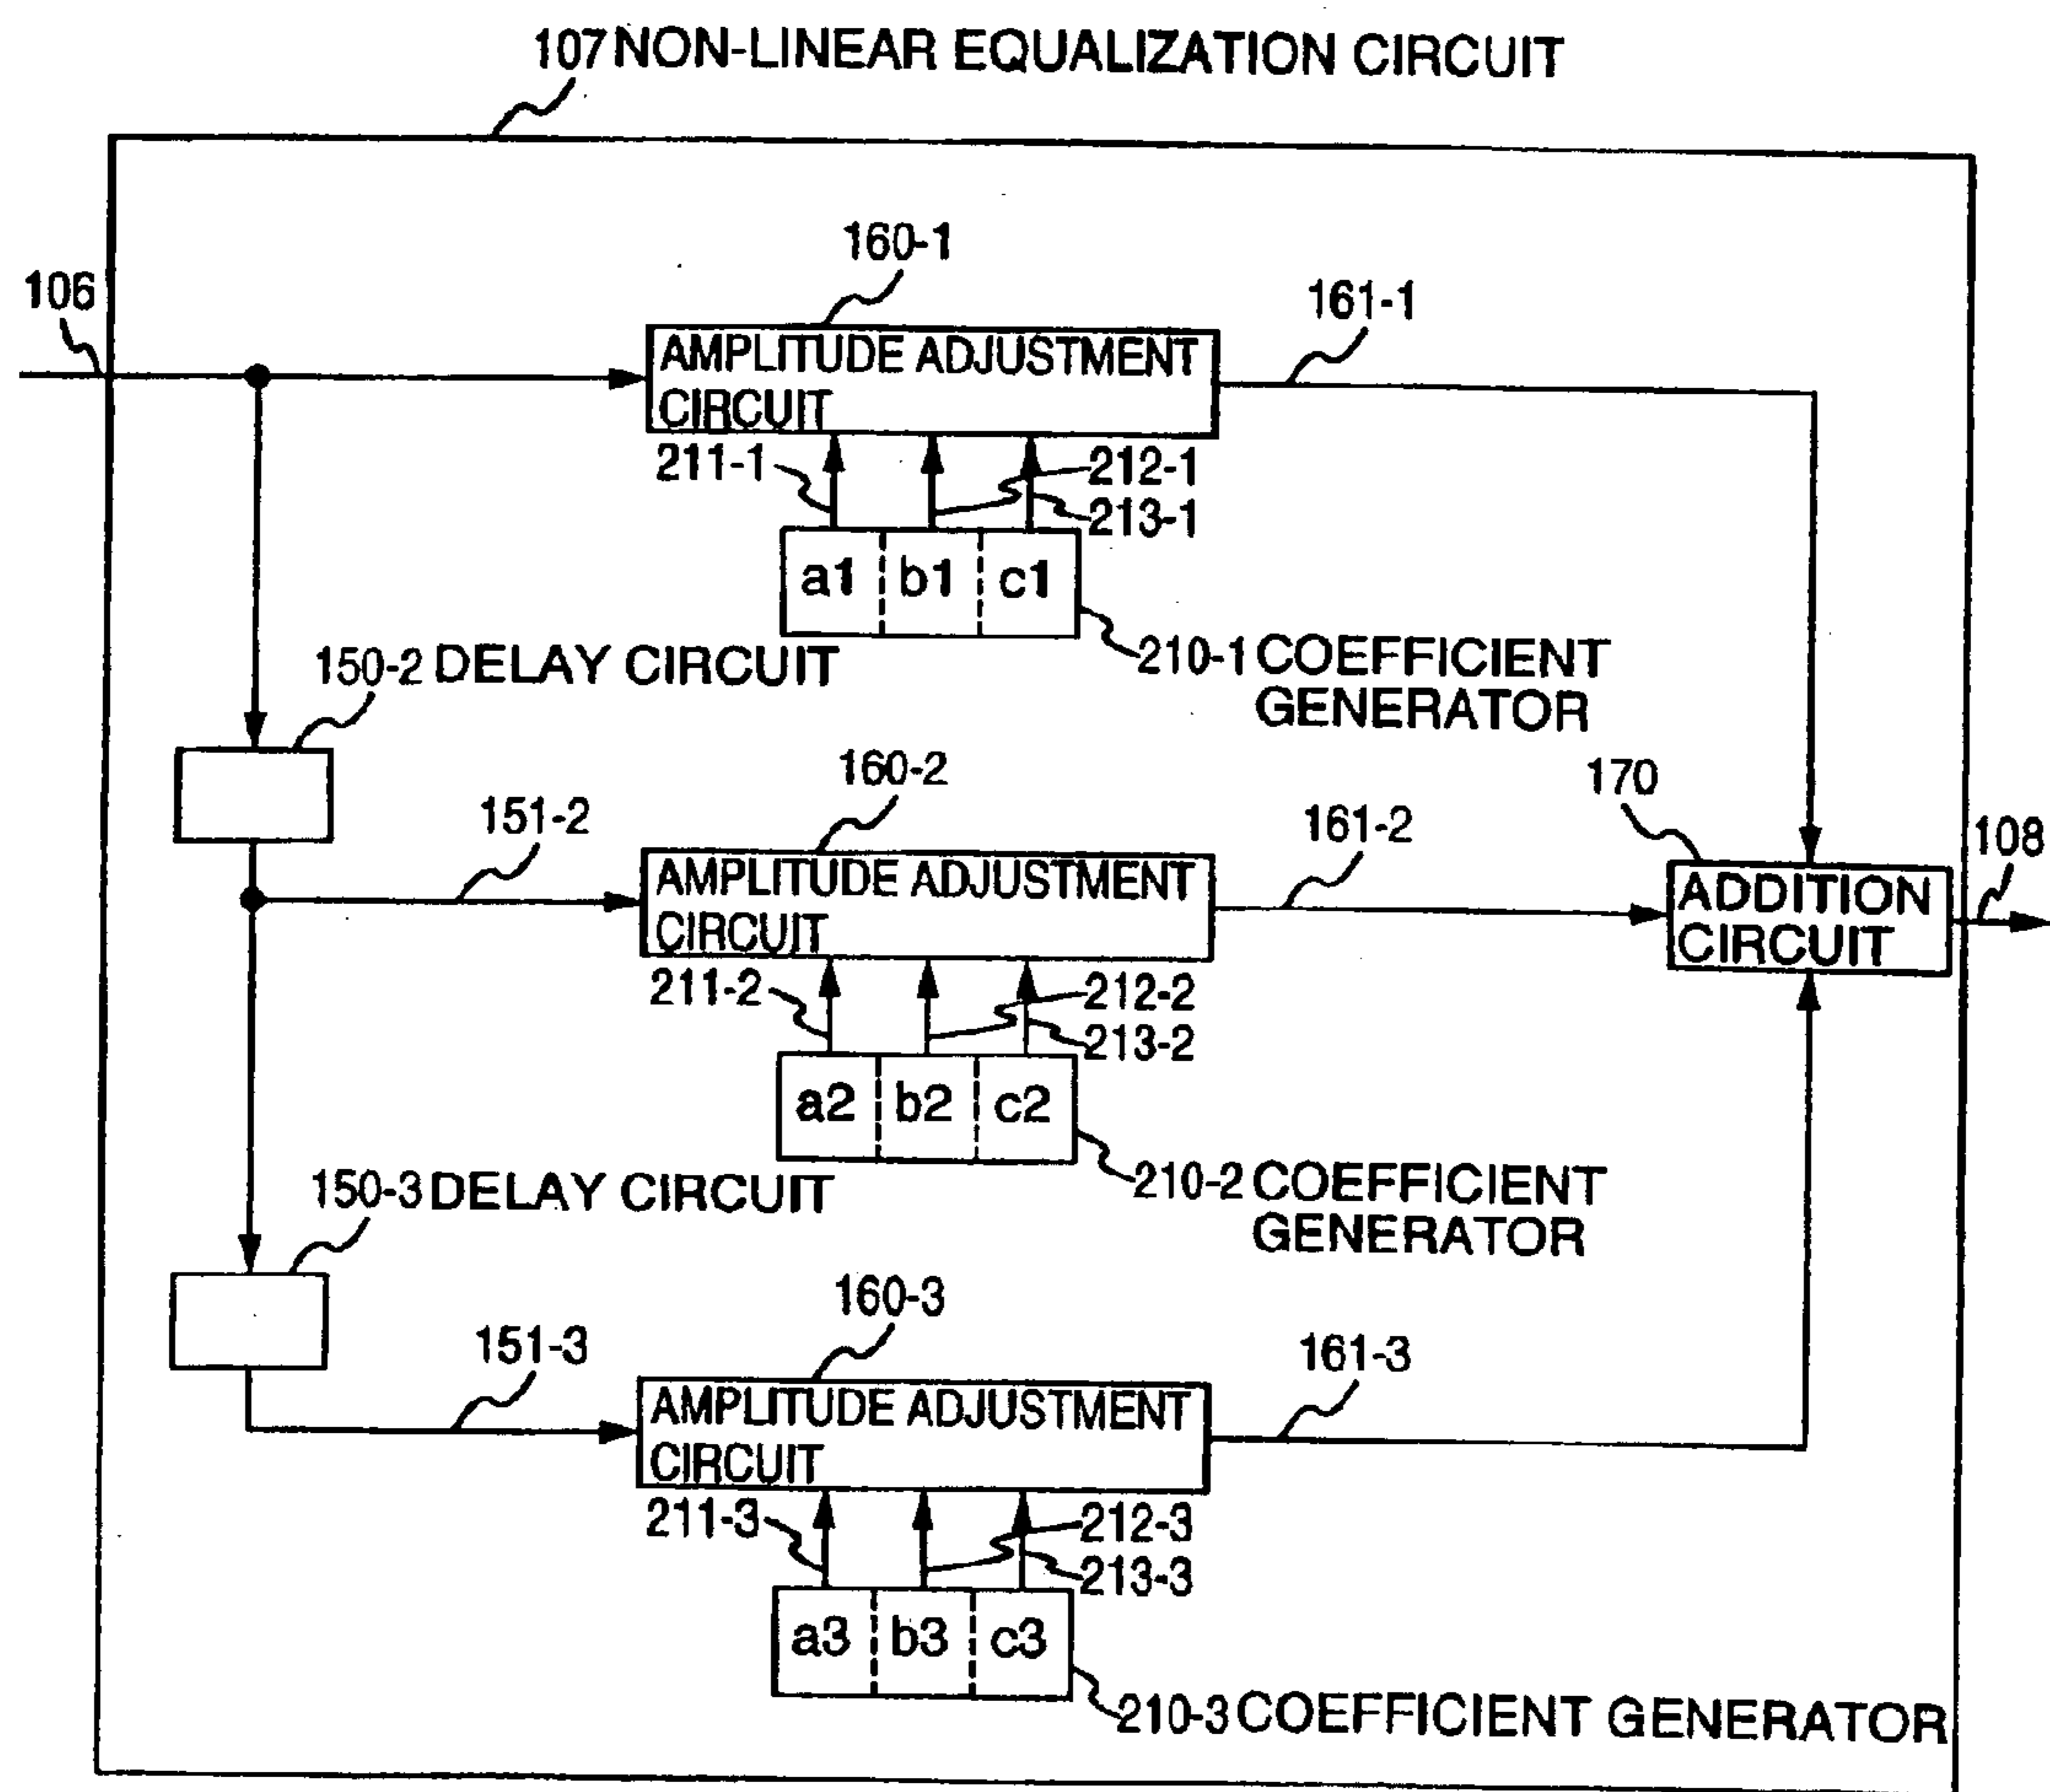 107 NON-LINEAR EQUALIZATION CIRCUIT
160-1
106
161-1
AMPLITUDE ADJUSTMENT
CIRCUIT
211-1
212-1
213-1
a1 b1 c1
210-1 COEFFICIENT
GENERATOR
150-2 DELAY CIRCUIT
160-2
170
151-2
161-2
108
AMPLITUDE ADJUSTMENT
CIRCUIT
ADDITION
CIRCUIT
211-2
212-2
213-2
a2 b2 c2
210-2 COEFFICIENT
GENERATOR
150-3 DELAY CIRCUIT
160-3
151-3
161-3
AMPLITUDE ADJUSTMENT
CIRCUIT
211-3
212-3
213-3
a3 b3 c3
210-3 COEFFICIENT GENERATOR